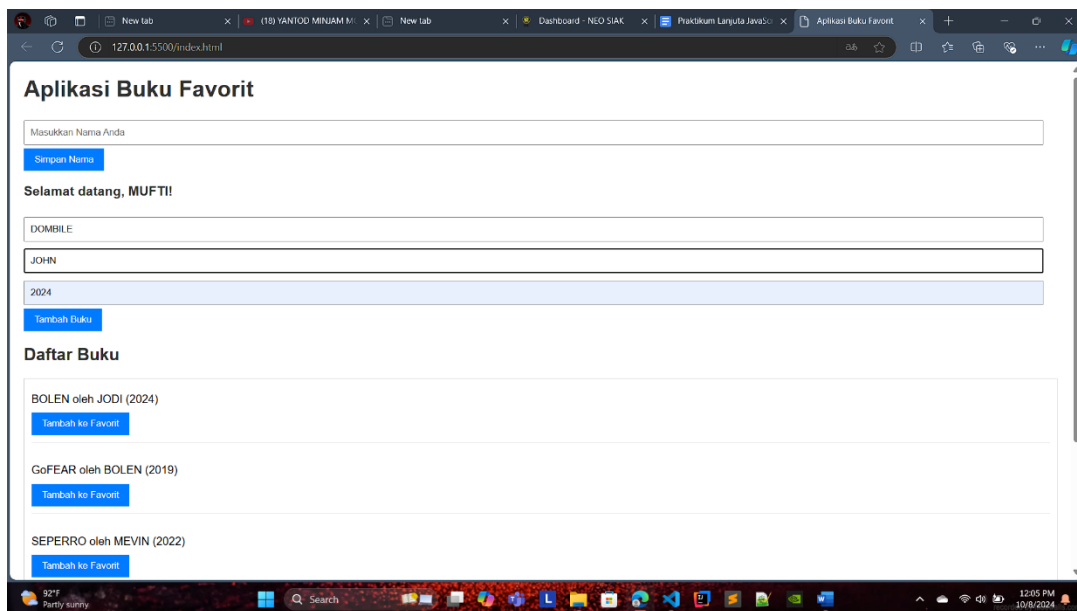 New tab
(18) YANTOD MINJAM M
New tab
Dashboard - NEO SIAK
Praktikum Lanjuta JavaSc
Aplikasi Buku Favorit
127.0.0.1:5500/index.html
Aplikasi Buku Favorit
Masukkan Nama Anda
Simpan Nama
Selamat datang, MUFTI!
DOMBILE
JOHN
2024
Tambah Buku
Daftar Buku
BOLEN oleh JODI (2024)
Tambah ke Favorit
GoFEAR oleh BOLEN (2019)
Tambah ke Favorit
SEPERRO oleh MEVIN (2022)
Tambah ke Favorit
92°F
Partly sunny
Search
12:05 PM
10/8/2024